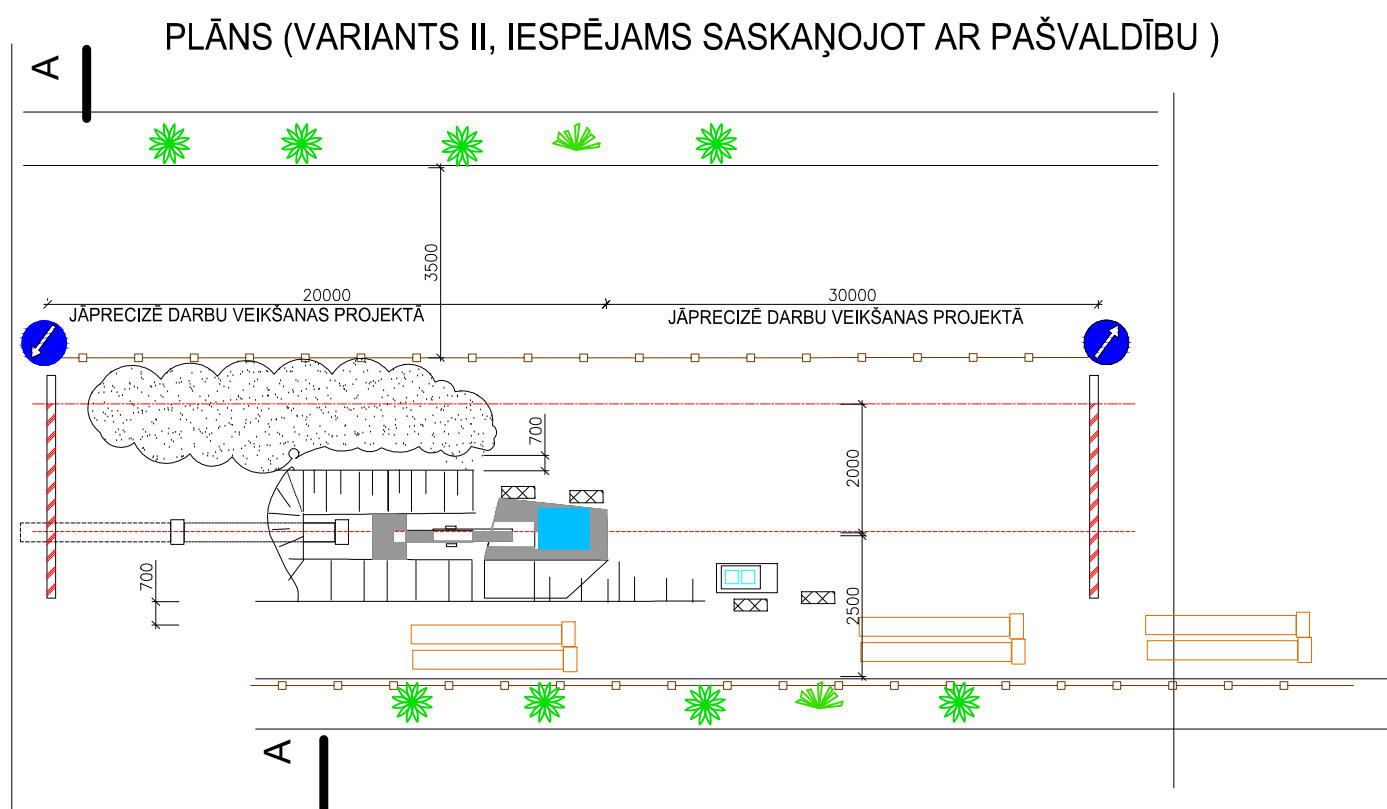 PLĀNS (VARIANTS II, IESPĒJAMS SASKAŅOJOT AR PAŠVALDĪBU )
A
3500
20000
30000
JĀPRECIZĒ DARBU VEIKŠANAS PROJEKTĀ
JĀPRECIZĒ DARBU VEIKŠANAS PROJEKTĀ
700
2000
700
2500
A